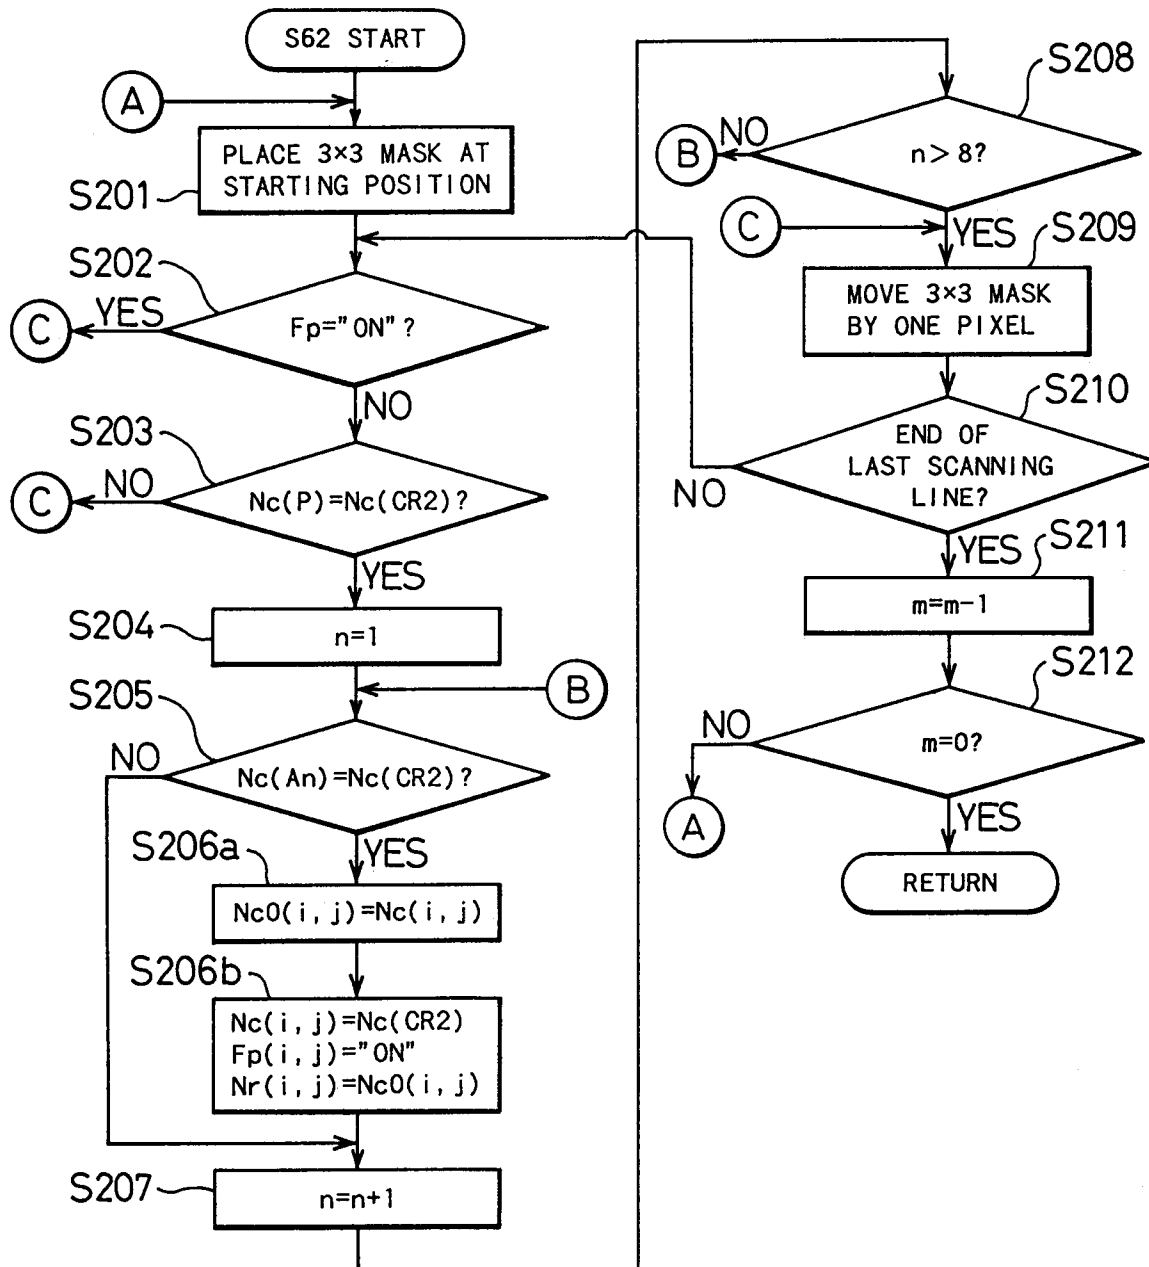 S62 START
A
PLACE 3×3 MASK AT
STARTING POSITION
S201
S202
YES
C
Fp="ON"?
NO
S203
NO
C
Nc(P)=Nc(CR2)?
YES
S204
n=1
B
S205
NO
Nc(An)=Nc(CR2)?
YES
S206a
Nc0(i,j)=Nc(i,j)
S206b
Nc(i,j)=Nc(CR2)
Fp(i,j)="ON"
Nr(i,j)=Nc0(i,j)
S207
n=n+1
S208
NO
B
n>8?
C
YES
S209
MOVE 3×3 MASK
BY ONE PIXEL
S210
END OF
LAST SCANNING
LINE?
NO
YES
S211
m=m-1
S212
NO
m=0?
A
YES
RETURN